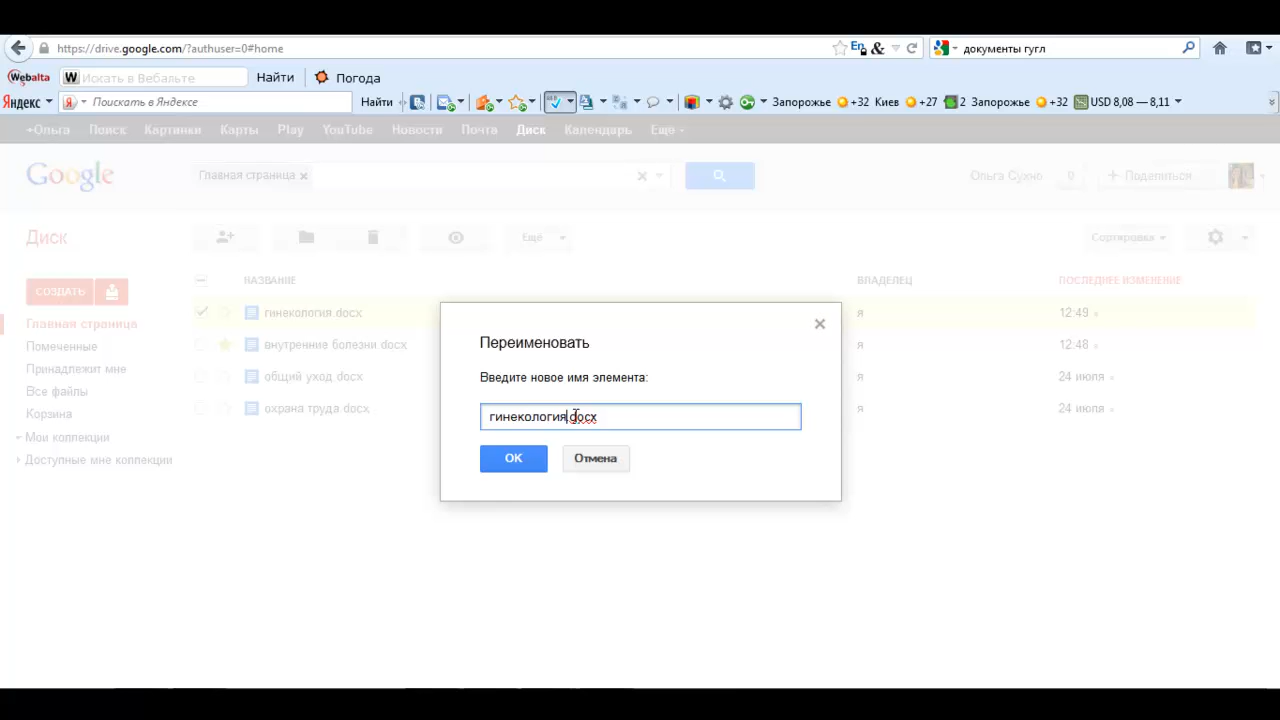 https://drive.google.com/?authuser=0#home
En
&
документы гугл
Webalta
W Искать в Вебальте
Найти
Погода
Яндекс
Я
Поискать в Яндексе
Найти
Запорожье
+32
Киев
+27
2
Запорожье
+32
USD 8,08 — 8,11
+Ольга
Поиск
Картинки
Карты
Play
YouTube
Новости
Почта
Диск
Календарь
Ещё
Google
Главная страница
Ольга Сухно
0
+ Поделиться
Диск
Ещё
Сортировка
СОЗДАТЬ
НАЗВАНИЕ
ВЛАДЕЛЕЦ
ПОСЛЕДНЕЕ ИЗМЕНЕНИЕ
Главная страница
гинекология.docx
я
12:49 я
Помеченные
внутренние болезни.docx
я
12:48 я
Принадлежит мне
общий уход.docx
я
24 июля я
Все файлы
Корзина
охрана труда.docx
я
24 июля я
Мои коллекции
Доступные мне коллекции
Переименовать
Введите новое имя элемента:
гинекология.docx
OK
Отмена